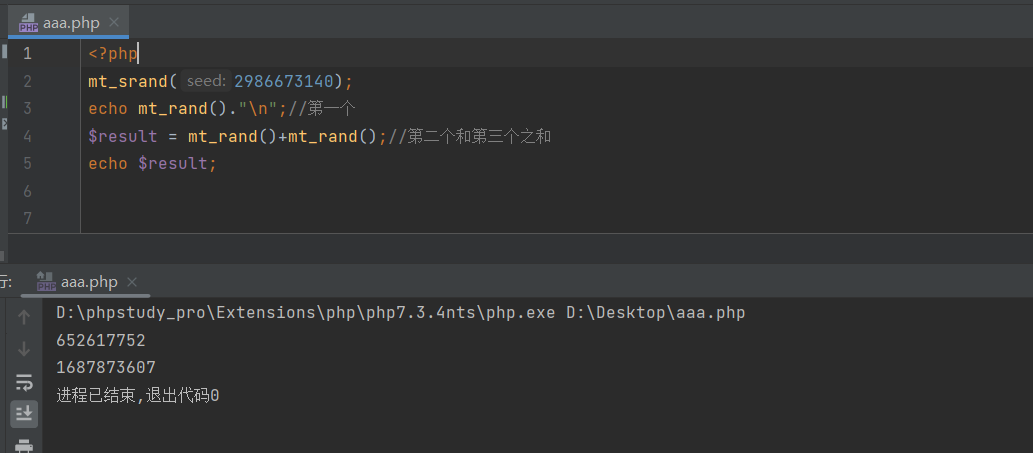 aaa.php
1 <?php
2 mt_srand( seed: 2986673140);
3 echo mt_rand()."\n";//第一个
4 $result = mt_rand()+mt_rand();//第二个和第三个之和
5 echo $result;
6
7
行: aaa.php
D:\phpstudy_pro\Extensions\php\php7.3.4nts\php.exe D:\Desktop\aaa.php
652617752
1687873607
进程已结束,退出代码0